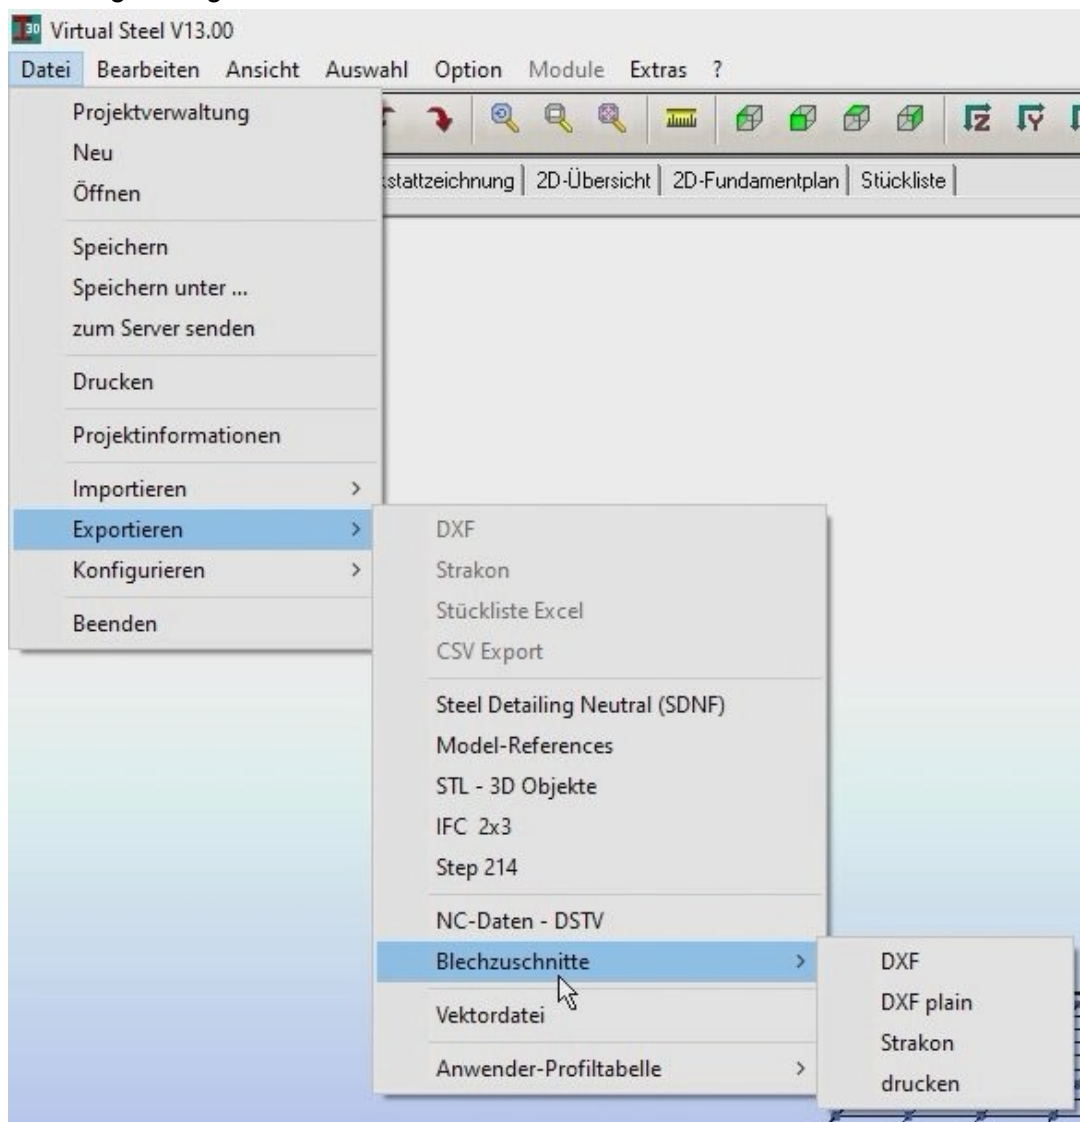 Virtual Steel V13.00
Datei Bearbeiten Ansicht Auswahl Option Module Extras ?
Projektverwaltung
Neu
Öffnen
2D-Übersicht 2D-Fundamentplan Stückliste
Speichern
Speichern unter ...
zum Server senden
Drucken
Projektinformationen
Importieren >
Exportieren >
Konfigurieren >
Beenden
DXF
Strakon
Stückliste Excel
CSV Export
Steel Detailing Neutral (SDNF)
Model-References
STL - 3D Objekte
IFC 2x3
Step 214
NC-Daten - DSTV
Blechzuschnitte >
Vektordatei
Anwender-Profiltabelle >
DXF
DXF plain
Strakon
drucken